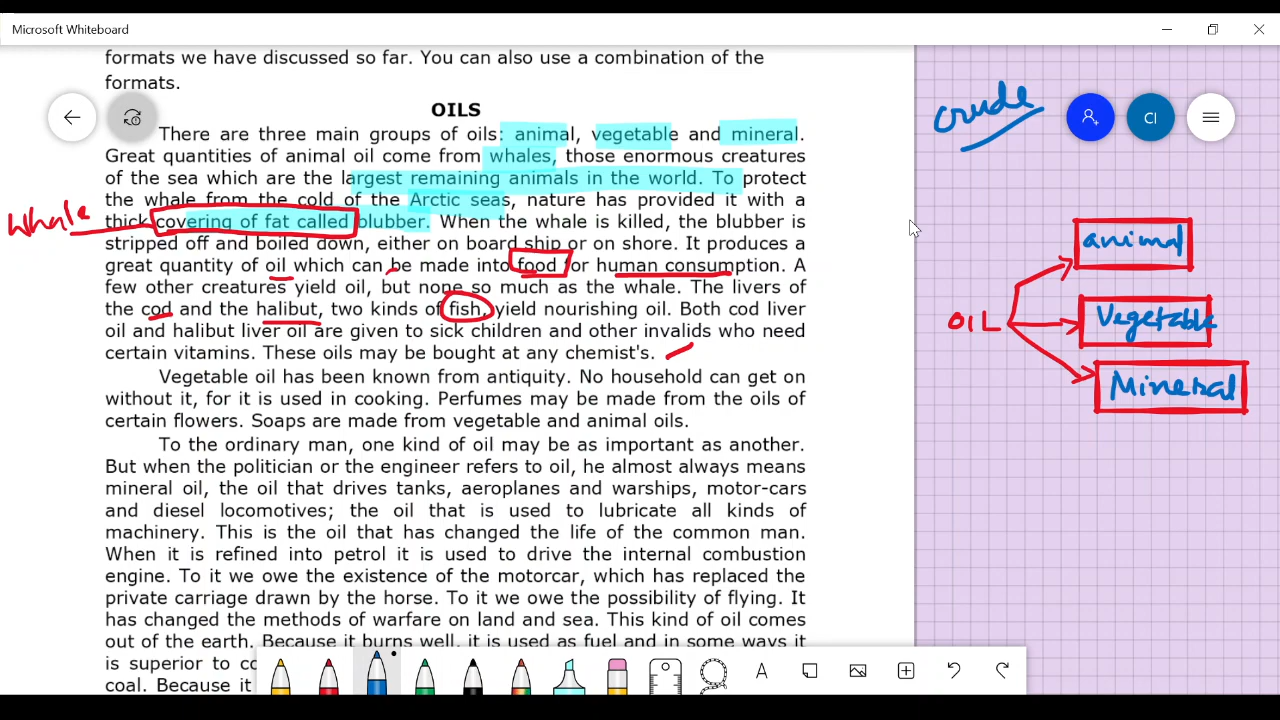 Microsoft Whiteboard
formats we have discussed so far. You can also use a combination of the
formats.
OILS
There are three main groups of oils: animal, vegetable and mineral.
Great quantities of animal oil come from whales, those enormous creatures
of the sea which are the largest remaining animals in the world. To protect
the whale from the cold of the Arctic seas, nature has provided it with a
thick covering of fat called blubber. When the whale is killed, the blubber is
stripped off and boiled down, either on board ship or on shore. It produces a
great quantity of oil which can be made into food for human consumption. A
few other creatures yield oil, but none so much as the whale. The livers of
the cod and the halibut, two kinds of fish, yield nourishing oil. Both cod liver
oil and halibut liver oil are given to sick children and other invalids who need
certain vitamins. These oils may be bought at any chemist's.
Vegetable oil has been known from antiquity. No household can get on
without it, for it is used in cooking. Perfumes may be made from the oils of
certain flowers. Soaps are made from vegetable and animal oils.
To the ordinary man, one kind of oil may be as important as another.
But when the politician or the engineer refers to oil, he almost always means
mineral oil, the oil that drives tanks, aeroplanes and warships, motor-cars
and diesel locomotives; the oil that is used to lubricate all kinds of
machinery. This is the oil that has changed the life of the common man.
When it is refined into petrol it is used to drive the internal combustion
engine. To it we owe the existence of the motorcar, which has replaced the
private carriage drawn by the horse. To it we owe the possibility of flying. It
has changed the methods of warfare on land and sea. This kind of oil comes
out of the earth. Because it burns well, it is used as fuel and in some ways it
is superior to
coal. Because it
Whale
crude
CI
OIL
animal
Vegetable
Mineral
A